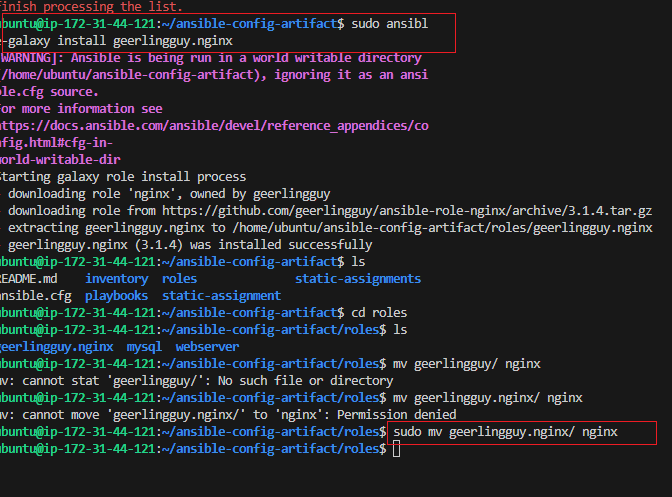 finish processing the list.
ubuntu@ip-172-31-44-121:~/ansible-config-artifact$ sudo ansibl
e-galaxy install geerlingguy.nginx
[WARNING]: Ansible is being run in a world writable directory
(/home/ubuntu/ansible-config-artifact), ignoring it as an ansi
ble.cfg source.
For more information see
https://docs.ansible.com/ansible/devel/reference_appendices/co
nfig.html#cfg-in-
world-writable-dir
Starting galaxy role install process
- downloading role 'nginx', owned by geerlingguy
- downloading role from https://github.com/geerlingguy/ansible-role-nginx/archive/3.1.4.tar.gz
- extracting geerlingguy.nginx to /home/ubuntu/ansible-config-artifact/roles/geerlingguy.nginx
- geerlingguy.nginx (3.1.4) was installed successfully
ubuntu@ip-172-31-44-121:~/ansible-config-artifact$ ls
README.md inventory roles static-assignments
ansible.cfg playbooks static-assignment
ubuntu@ip-172-31-44-121:~/ansible-config-artifact$ cd roles
ubuntu@ip-172-31-44-121:~/ansible-config-artifact/roles$ ls
geerlingguy.nginx mysql webserver
ubuntu@ip-172-31-44-121:~/ansible-config-artifact/roles$ mv geerlingguy/ nginx
mv: cannot stat 'geerlingguy/': No such file or directory
ubuntu@ip-172-31-44-121:~/ansible-config-artifact/roles$ mv geerlingguy.nginx/ nginx
mv: cannot move 'geerlingguy.nginx/' to 'nginx': Permission denied
ubuntu@ip-172-31-44-121:~/ansible-config-artifact/roles$ sudo mv geerlingguy.nginx/ nginx
ubuntu@ip-172-31-44-121:~/ansible-config-artifact/roles$